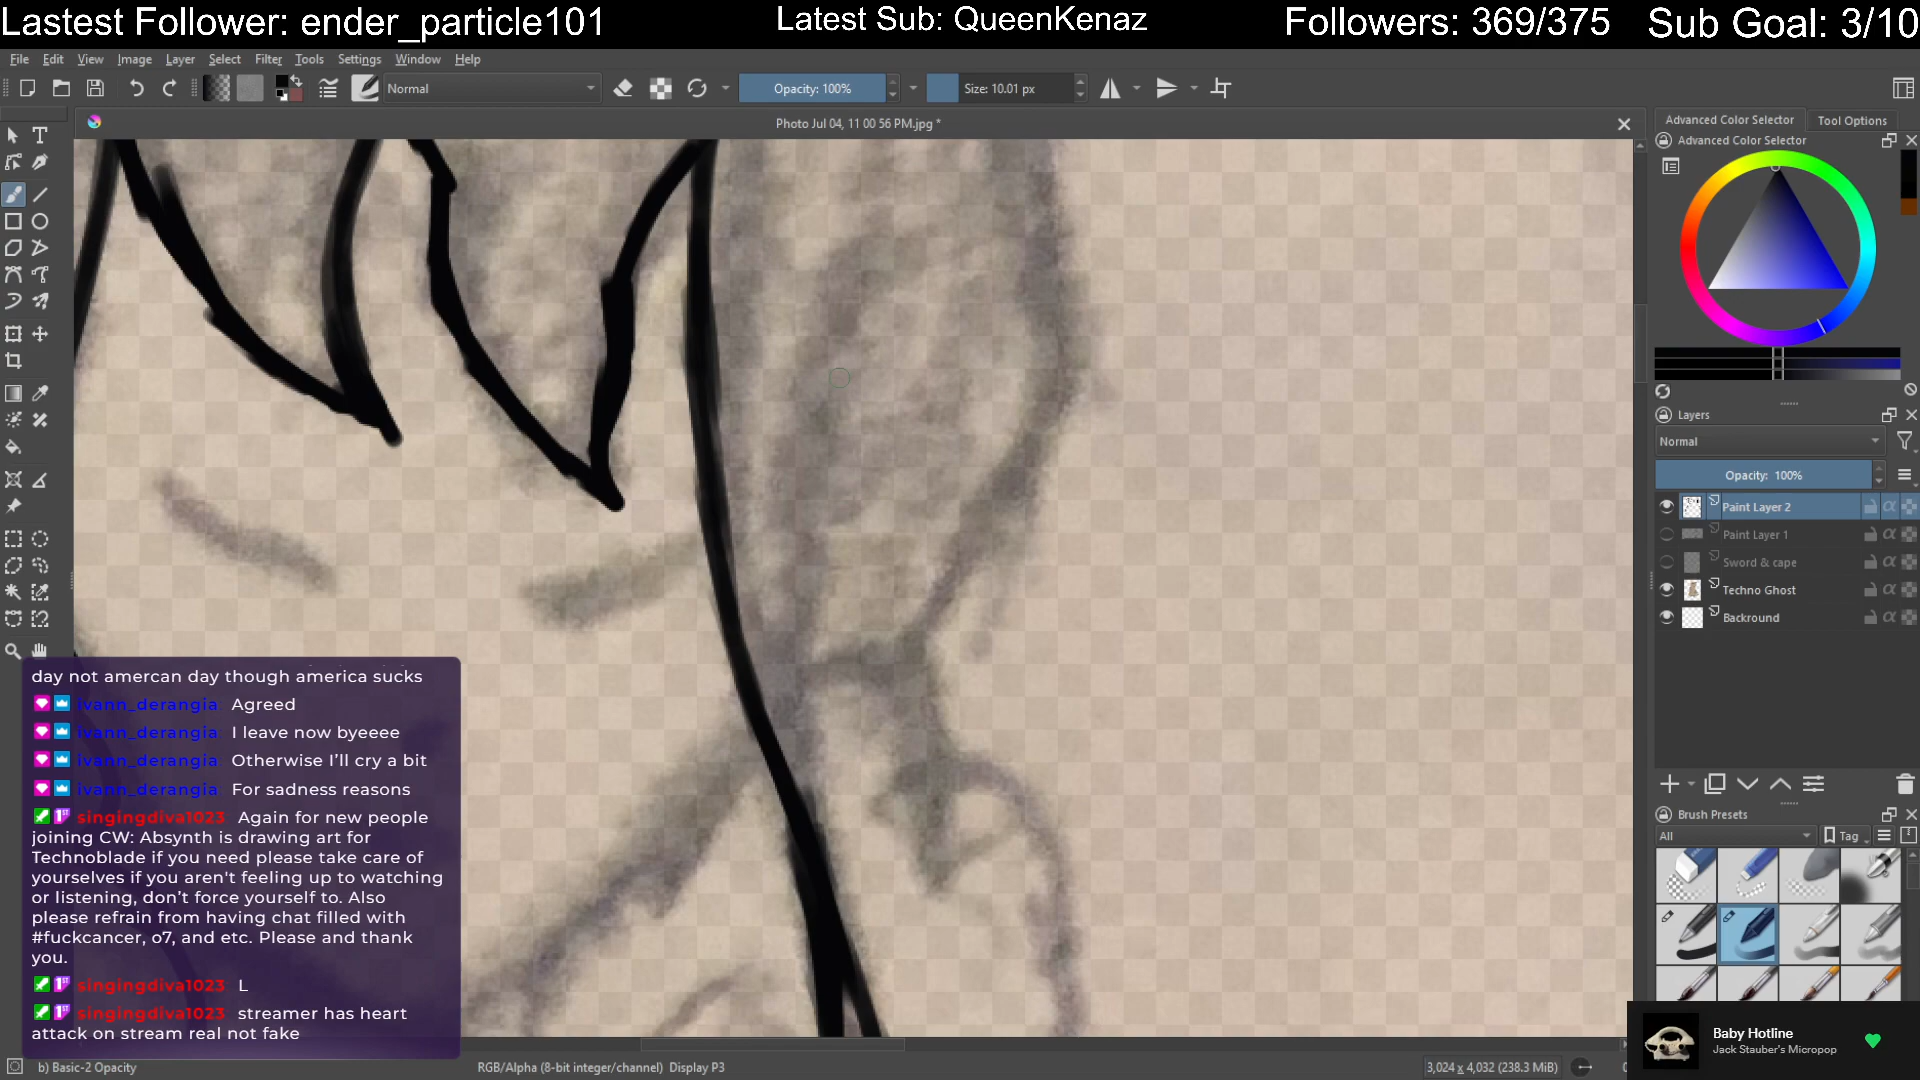 Lastest Follower: ender_particle101
Latest Sub: QueenKenaz
Followers: 369/375
Sub Goal: 3/10
File Edit View Image Layer Select Filter Tools Settings Window Help
Normal
Opacity: 100%
Size: 10.01 px
Photo Jul 04, 11 00 56 PM.jpg *
Advanced Color Selector
Tool Options
Advanced Color Selector
Layers
Normal
Opacity: 100%
Paint Layer 2
Paint Layer 1
Sword & cape
Techno Ghost
Backround
Brush Presets
All
Tag
day not amercan day though america sucks
ivann_derangia: Agreed
ivann_derangia: I leave now byeeee
ivann_derangia: Otherwise I'll cry a bit
ivann_derangia: For sadness reasons
singingdiva1023 Again for new people
joining CW: Absynth is drawing art for
Technoblade if you need please take care of
yourselves if you aren't feeling up to watching
or listening, don't force yourself to. Also
please refrain from having chat filled with
#fuckcancer, o7, and etc. Please and thank
you.
singingdiva1023 L
singingdiva1023 streamer has heart
attack on stream real not fake
Baby Hotline
Jack Stauber's Micropop
b) Basic-2 Opacity
RGB/Alpha (8-bit integer/channel) Display P3
3,024 x 4,032 (238.3 MiB)